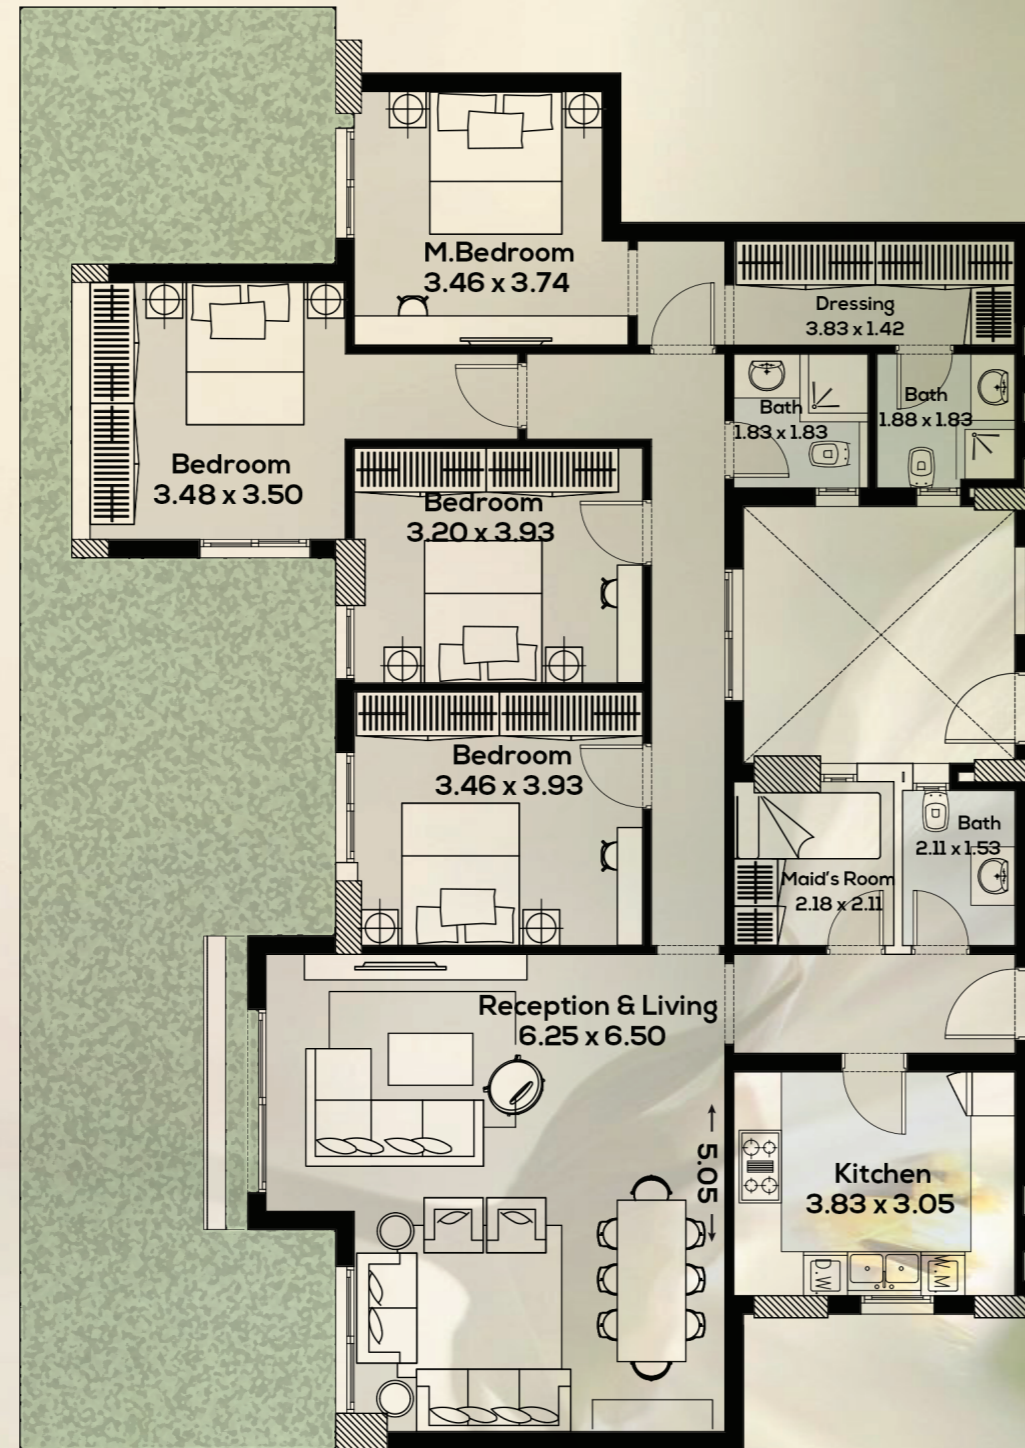 M.Bedroom
3.46 x 3.74
Dressing
3.83 x 1.42
Bath
1.83 x 1.83
Bath
1.88 x 1.83
Bedroom
3.48 x 3.50
Bedroom
3.20 x 3.93
Bedroom
3.46 x 3.93
Bath
2.11 x 1.53
Maid's Room
2.18 x 2.11
Reception & Living
6.25 x 6.50
5.05
Kitchen
3.83 x 3.05
D.W
W.M